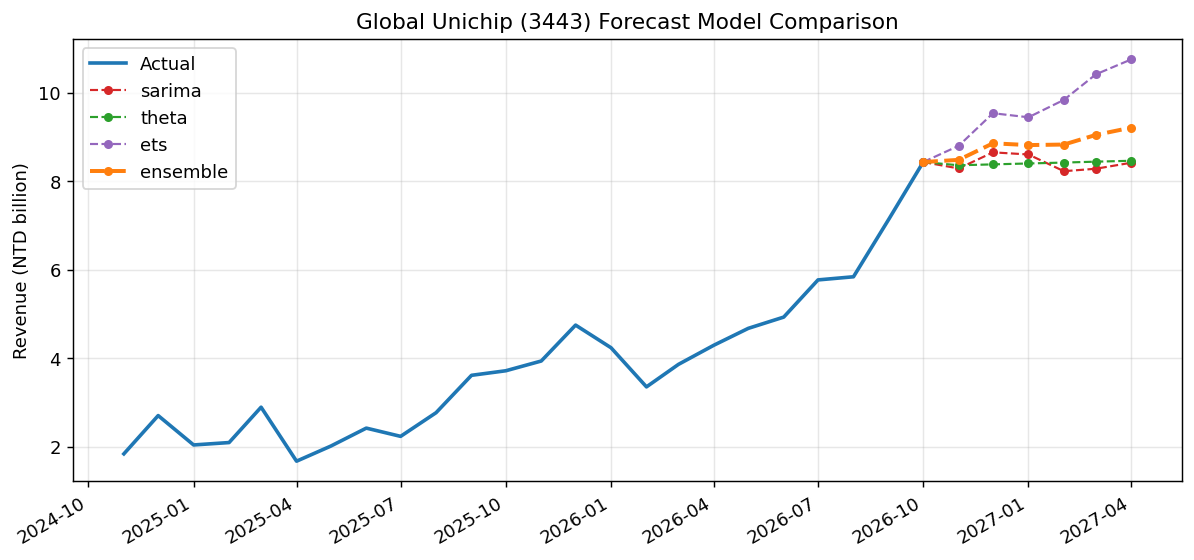 Global Unichip (3443) Forecast Model Comparison
Actual
sarima
theta
ets
ensemble
Revenue (NTD billion)
10
8
6
4
2
2024-10
2025-01
2025-04
2025-07
2025-10
2026-01
2026-04
2026-07
2026-10
2027-01
2027-04